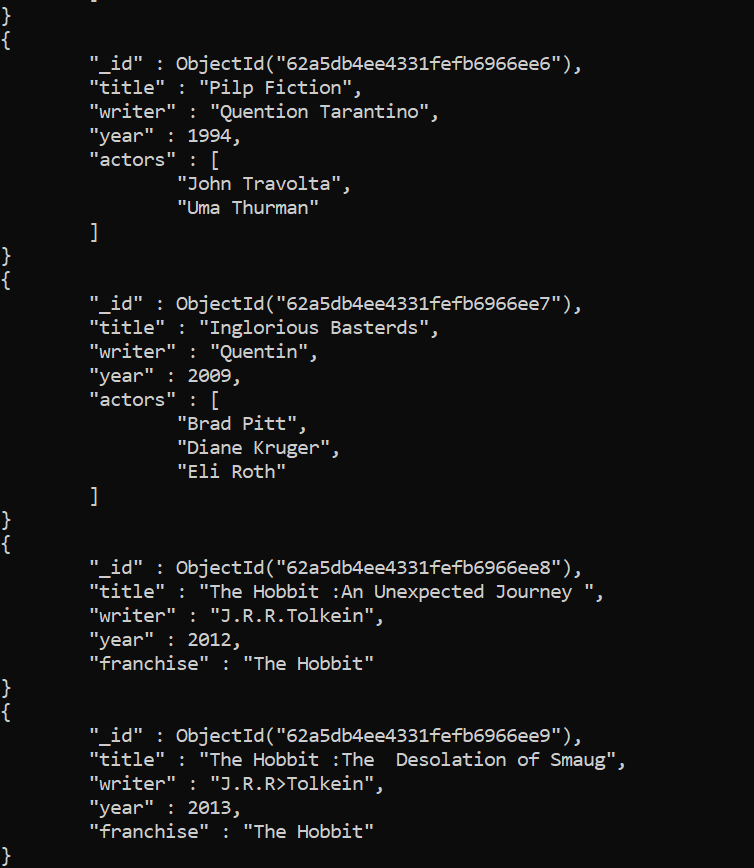 }
{
        "_id" : ObjectId("62a5db4ee4331fefb6966ee6"),
        "title" : "Pilp Fiction",
        "writer" : "Quention Tarantino",
        "year" : 1994,
        "actors" : [
                "John Travolta",
                "Uma Thurman"
        ]
}
{
        "_id" : ObjectId("62a5db4ee4331fefb6966ee7"),
        "title" : "Inglorious Basterds",
        "writer" : "Quentin",
        "year" : 2009,
        "actors" : [
                "Brad Pitt",
                "Diane Kruger",
                "Eli Roth"
        ]
}
{
        "_id" : ObjectId("62a5db4ee4331fefb6966ee8"),
        "title" : "The Hobbit :An Unexpected Journey ",
        "writer" : "J.R.R.Tolkein",
        "year" : 2012,
        "franchise" : "The Hobbit"
}
{
        "_id" : ObjectId("62a5db4ee4331fefb6966ee9"),
        "title" : "The Hobbit :The  Desolation of Smaug",
        "writer" : "J.R.R>Tolkein",
        "year" : 2013,
        "franchise" : "The Hobbit"
}